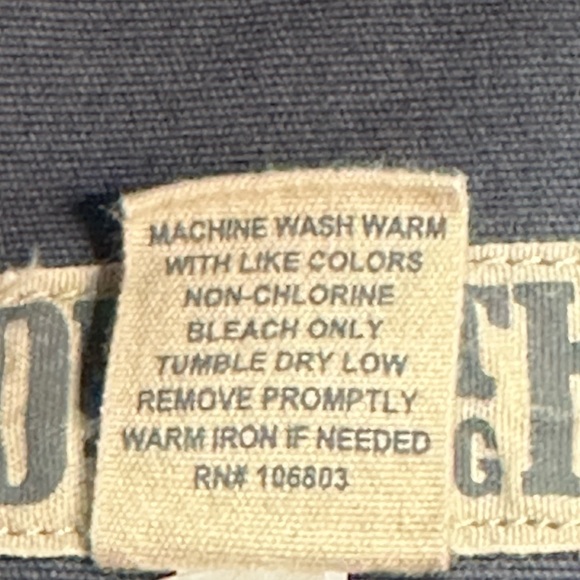 MACHINE WASH WARM
WITH LIKE COLORS
NON-CHLORINE
BLEACH ONLY
TUMBLE DRY LOW
REMOVE PROMPTLY
WARM IRON IF NEEDED
RN# 106803